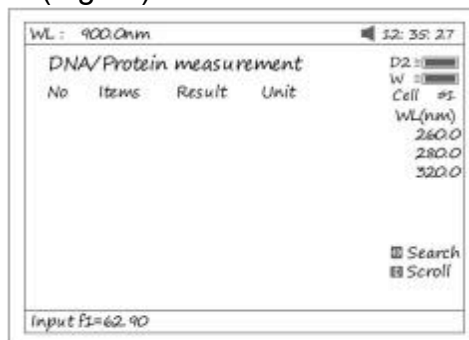 WL: 900.0nm 12:35:27
DNA/Protein measurement
No Items Result Unit
D2:
W :
Cell #1
WL(nm)
260.0
280.0
320.0
Search
Scroll
Input f1=62.90